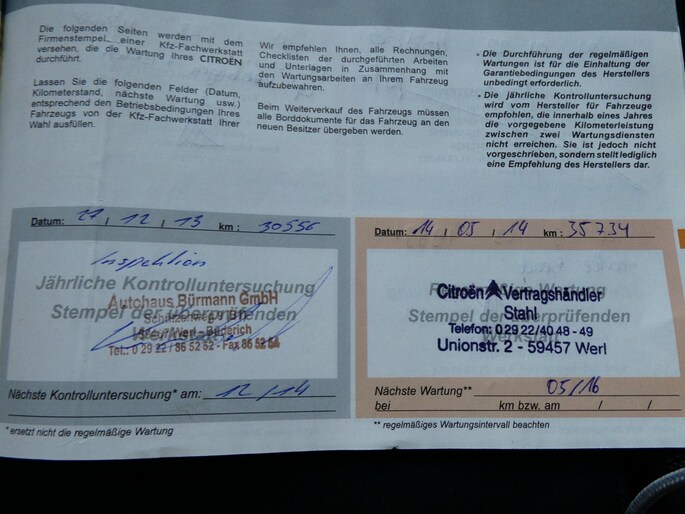 Die folgenden Seiten werden mit dem
Firmenstempel einer Kfz-Fachwerkstatt
versehen, die die Wartung Ihres CITROËN
durchführt.
Lassen Sie die folgenden Felder (Datum,
Kilometerstand, nächste Wartung usw.)
entsprechend den Betriebsbedingungen Ihres
Fahrzeugs von der Kfz-Fachwerkstatt Ihrer
Wahl ausfüllen.
Wir empfehlen Ihnen, alle Rechnungen,
Checklisten der durchgeführten Arbeiten
und Unterlagen in Zusammenhang mit
den Wartungsarbeiten an Ihrem Fahrzeug
aufzubewahren.
Beim Weiterverkauf des Fahrzeugs müssen
alle Borddokumente für das Fahrzeug an den
neuen Besitzer übergeben werden.
- Die Durchführung der regelmäßigen
Wartungen ist für die Einhaltung der
Garantiebedingungen des Herstellers
unbedingt erforderlich.
- Die jährliche Kontrolluntersuchung
wird vom Hersteller für Fahrzeuge
empfohlen, die innerhalb eines Jahres
die vorgegebene Kilometerleistung
zwischen zwei Wartungsdiensten
nicht erreichen. Sie ist jedoch nicht
vorgeschrieben, sondern stellt lediglich
eine Empfehlung des Herstellers dar.
Datum: 27 / 12 / 13 km : 30556
Inspektion
Jährliche Kontrolluntersuchung
Autohaus Bürmann GmbH
Stempel der überprüfenden
Werl - Büderich
Tel.: 0 29 22 / 86 52 52 - Fax 86 52 54
Nächste Kontrolluntersuchung* am: 12/14
* ersetzt nicht die regelmäßige Wartung
Datum: 14 / 05 / 14 km : 35734
Wartung
Citroën Vertragshändler
Stahl
Stempel der überprüfenden
Telefon: 0 29 22/40 48 - 49
Werkstatt
Unionstr. 2 - 59457 Werl
Nächste Wartung** 05/16
bei km bzw. am / /
** regelmäßiges Wartungsintervall beachten